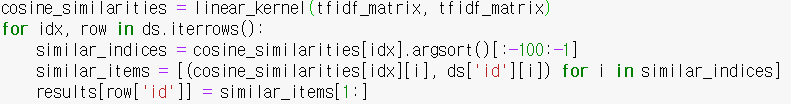 cosine_similarities = linear_kernel(tfidf_matrix, tfidf_matrix)
for idx, row in ds.iterrows():
    similar_indices = cosine_similarities[idx].argsort()[:-100:-1]
    similar_items = [(cosine_similarities[idx][i], ds['id'][i]) for i in similar_indices]
    results[row['id']] = similar_items[1:]